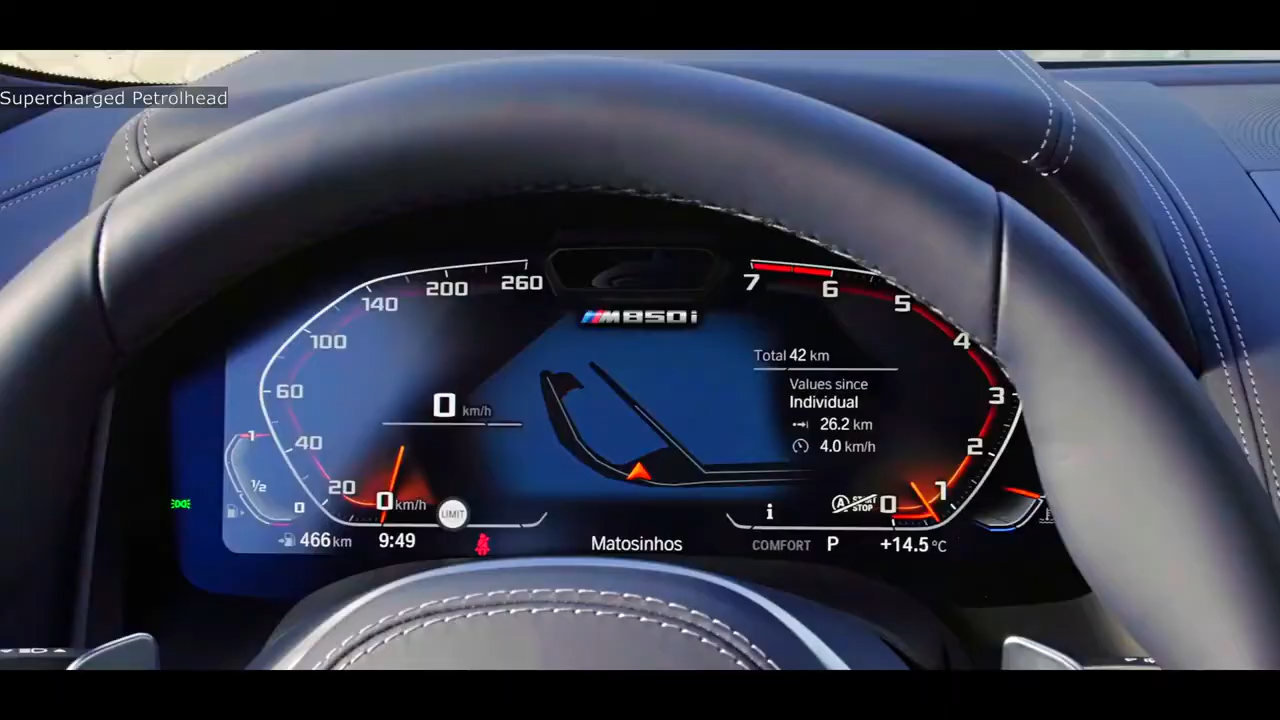 Supercharged Petrolhead
260
200
140
100
60
40
20
0 km/h
0 km/h
LIMIT
1
1/2
0
466 km
9:49
M850i
Matosinhos
7
6
5
4
3
2
1
0
Total 42 km
Values since
Individual
26.2 km
4.0 km/h
i
A START
STOP
COMFORT P +14.5 °C